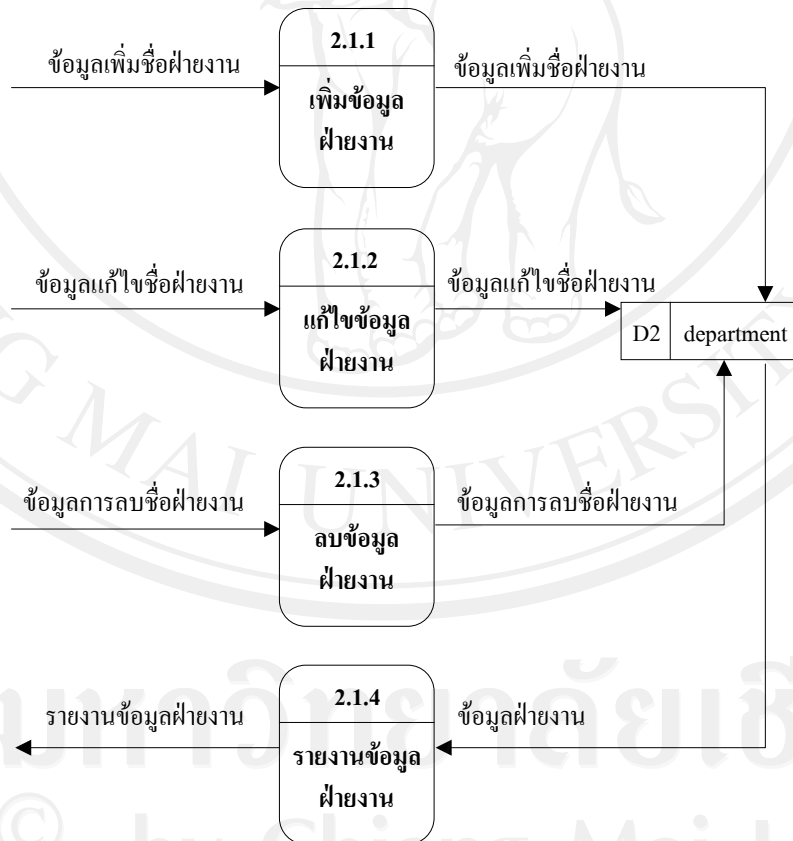 2.1.1
ข้อมูลเพิ่มชื่อฝ่ายงาน
ข้อมูลเพิ่มชื่อฝ่ายงาน
เพิ่มข้อมูล
ฝ่ายงาน
2.1.2
ข้อมูลแก้ไขชื่อฝ่ายงาน
ข้อมูลแก้ไขชื่อฝ่ายงาน
แก้ไขข้อมูล
ฝ่ายงาน
D2 department
2.1.3
ข้อมูลการลบชื่อฝ่ายงาน
ข้อมูลการลบชื่อฝ่ายงาน
ลบข้อมูล
ฝ่ายงาน
2.1.4
รายงานข้อมูลฝ่ายงาน
ข้อมูลฝ่ายงาน
รายงานข้อมูล
ฝ่ายงาน
G MAI UNIVERSIT